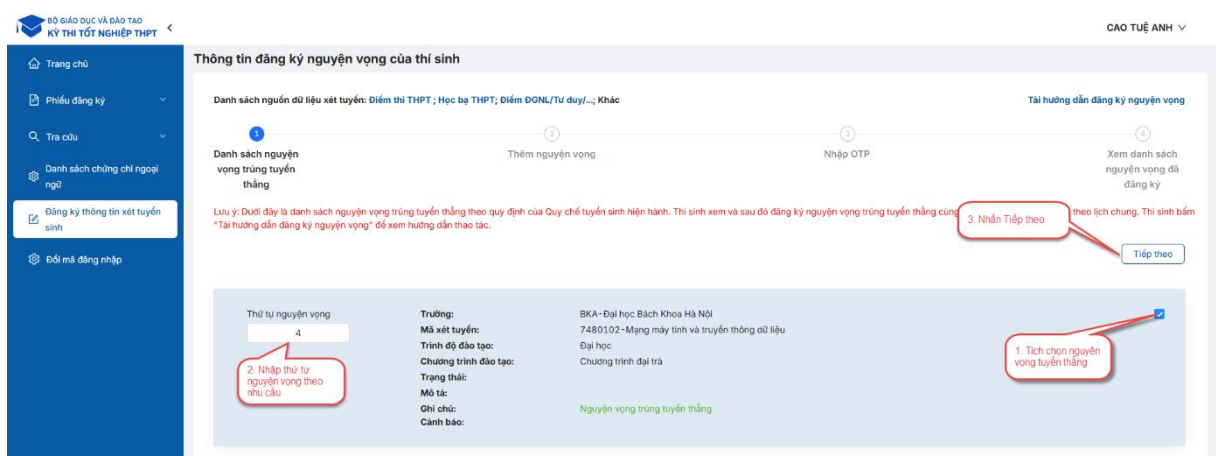 BỘ GIÁO DỤC VÀ ĐÀO TẠO
KỲ THI TỐT NGHIỆP THPT
CAO TUỆ ANH
Trang chủ
Phiếu đăng ký
Tra cứu
Danh sách chứng chỉ ngoại
ngữ
Đăng ký thông tin xét tuyển
sinh
Đổi mã đăng nhập
Thông tin đăng ký nguyện vọng của thí sinh
Danh sách nguồn dữ liệu xét tuyển: Điểm thi THPT ; Học bạ THPT; Điểm ĐGNL/Tư duy/...; Khác
Tài hướng dẫn đăng ký nguyện vọng
1
Danh sách nguyện
vọng trúng tuyển
thẳng
2
Thêm nguyện vọng
3
Nhập OTP
4
Xem danh sách
nguyện vọng đã
đăng ký
Lưu ý: Dưới đây là danh sách nguyện vọng trúng tuyển thẳng theo quy định của Quy chế tuyển sinh hiện hành. Thí sinh xem và sau đó đăng ký nguyện vọng trúng tuyển thẳng cùng theo lịch chung. Thí sinh bấm
"Tài hướng dẫn đăng ký nguyện vọng" để xem hướng dẫn thao tác.
3. Nhấn Tiếp theo
Tiếp theo
Thứ tự nguyện vọng
4
2. Nhập thứ tự
nguyện vọng theo
nhu cầu
Trường: BKA-Đại học Bách Khoa Hà Nội
Mã xét tuyển: 7480102-Mạng máy tính và truyền thông dữ liệu
Trình độ đào tạo: Đại học
Chương trình đào tạo: Chương trình đại trà
Trạng thái:
Mô tả:
Ghi chú: Nguyện vọng trúng tuyển thẳng
Cảnh báo:
1. Tích chọn nguyện
vọng tuyển thẳng